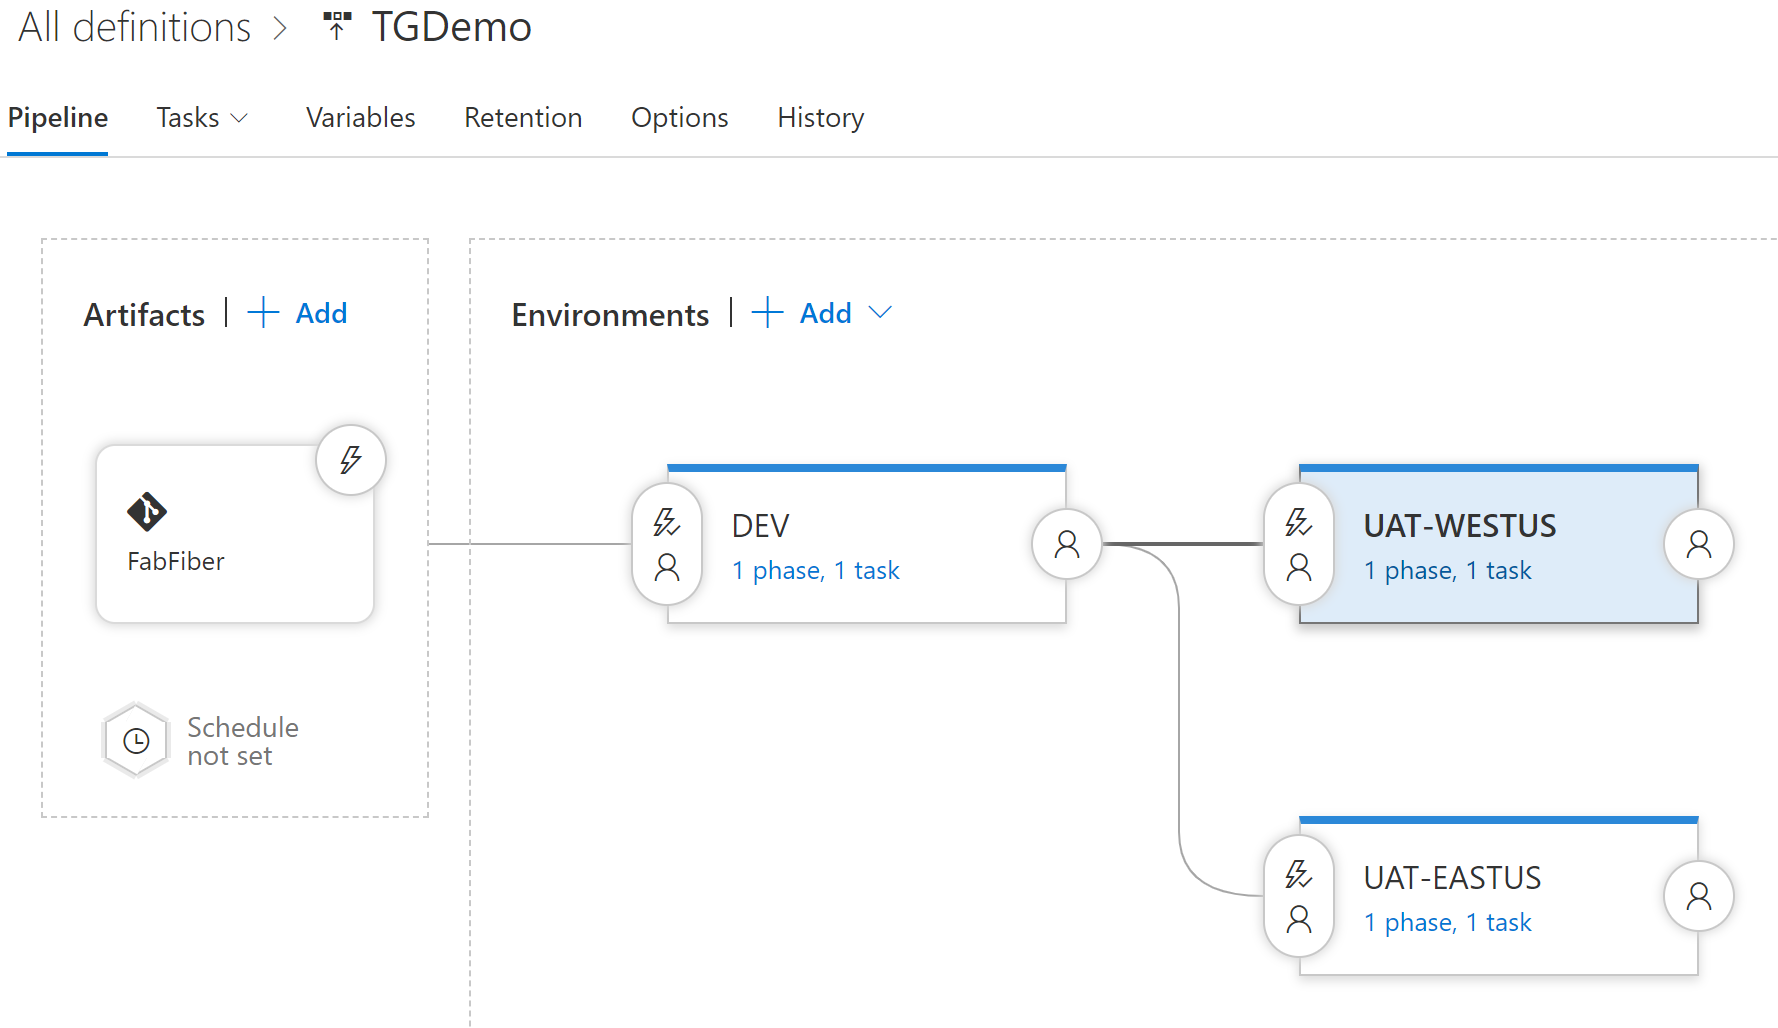 All definitions > TGDemo
Pipeline Tasks Variables Retention Options History
Artifacts | + Add
Environments | + Add
FabFiber
Schedule
not set
DEV
1 phase, 1 task
UAT-WESTUS
1 phase, 1 task
UAT-EASTUS
1 phase, 1 task